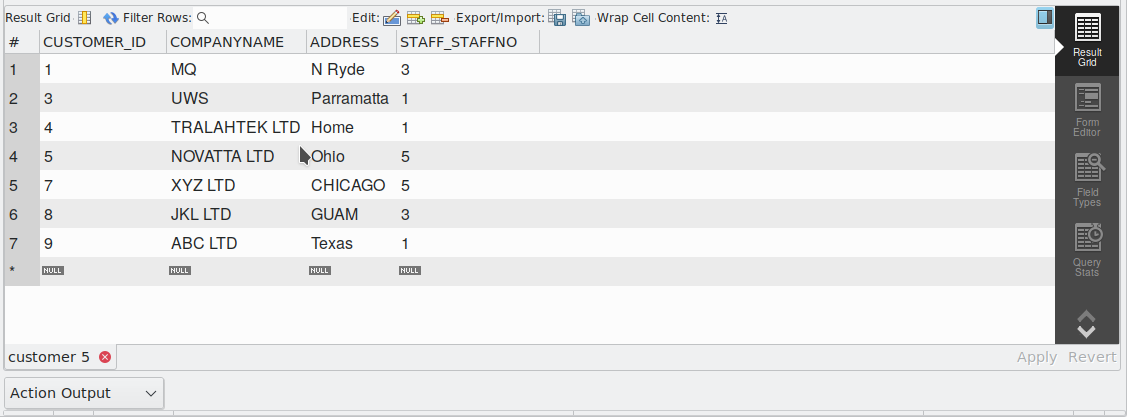 Result Grid Filter Rows: Edit: Export/Import: Wrap Cell Content:
# CUSTOMER_ID COMPANYNAME ADDRESS STAFF_STAFFNO
1 1 MQ N Ryde 3
2 3 UWS Parramatta 1
3 4 TRALAHTEK LTD Home 1
4 5 NOVATTA LTD Ohio 5
5 7 XYZ LTD CHICAGO 5
6 8 JKL LTD GUAM 3
7 9 ABC LTD Texas 1
* NULL NULL NULL NULL
Result
Grid
Form
Editor
Field
Types
Query
Stats
customer 5 Apply Revert
Action Output